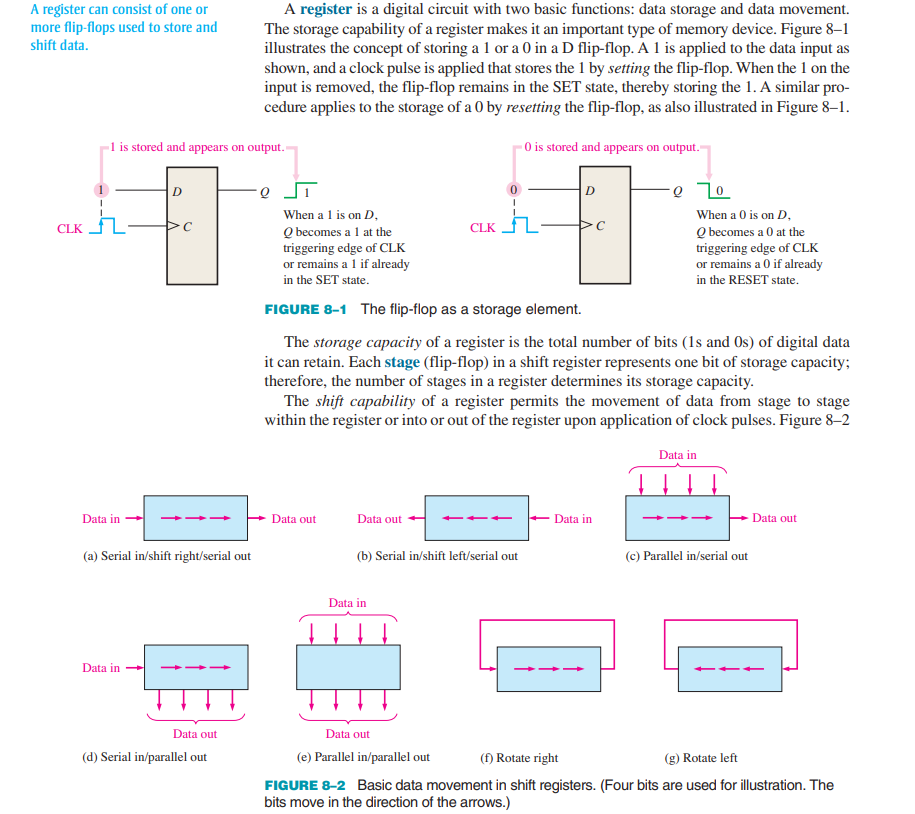 A register can consist of one or
more flip-flops used to store and
shift data.
A register is a digital circuit with two basic functions: data storage and data movement.
The storage capability of a register makes it an important type of memory device. Figure 8–1
illustrates the concept of storing a 1 or a 0 in a D flip-flop. A 1 is applied to the data input as
shown, and a clock pulse is applied that stores the 1 by setting the flip-flop. When the 1 on the
input is removed, the flip-flop remains in the SET state, thereby storing the 1. A similar pro-
cedure applies to the storage of a 0 by resetting the flip-flop, as also illustrated in Figure 8–1.
1 is stored and appears on output.
1
D
Q
1
CLK
C
When a 1 is on D,
Q becomes a 1 at the
triggering edge of CLK
or remains a 1 if already
in the SET state.
0 is stored and appears on output.
0
D
Q
0
CLK
C
When a 0 is on D,
Q becomes a 0 at the
triggering edge of CLK
or remains a 0 if already
in the RESET state.
FIGURE 8–1 The flip-flop as a storage element.
The storage capacity of a register is the total number of bits (1s and 0s) of digital data
it can retain. Each stage (flip-flop) in a shift register represents one bit of storage capacity;
therefore, the number of stages in a register determines its storage capacity.
The shift capability of a register permits the movement of data from stage to stage
within the register or into or out of the register upon application of clock pulses. Figure 8–2
Data in
Data out
(a) Serial in/shift right/serial out
Data out
Data in
(b) Serial in/shift left/serial out
Data in
Data out
(c) Parallel in/serial out
Data in
Data out
(d) Serial in/parallel out
Data in
Data out
(e) Parallel in/parallel out
(f) Rotate right
(g) Rotate left
FIGURE 8–2 Basic data movement in shift registers. (Four bits are used for illustration. The
bits move in the direction of the arrows.)